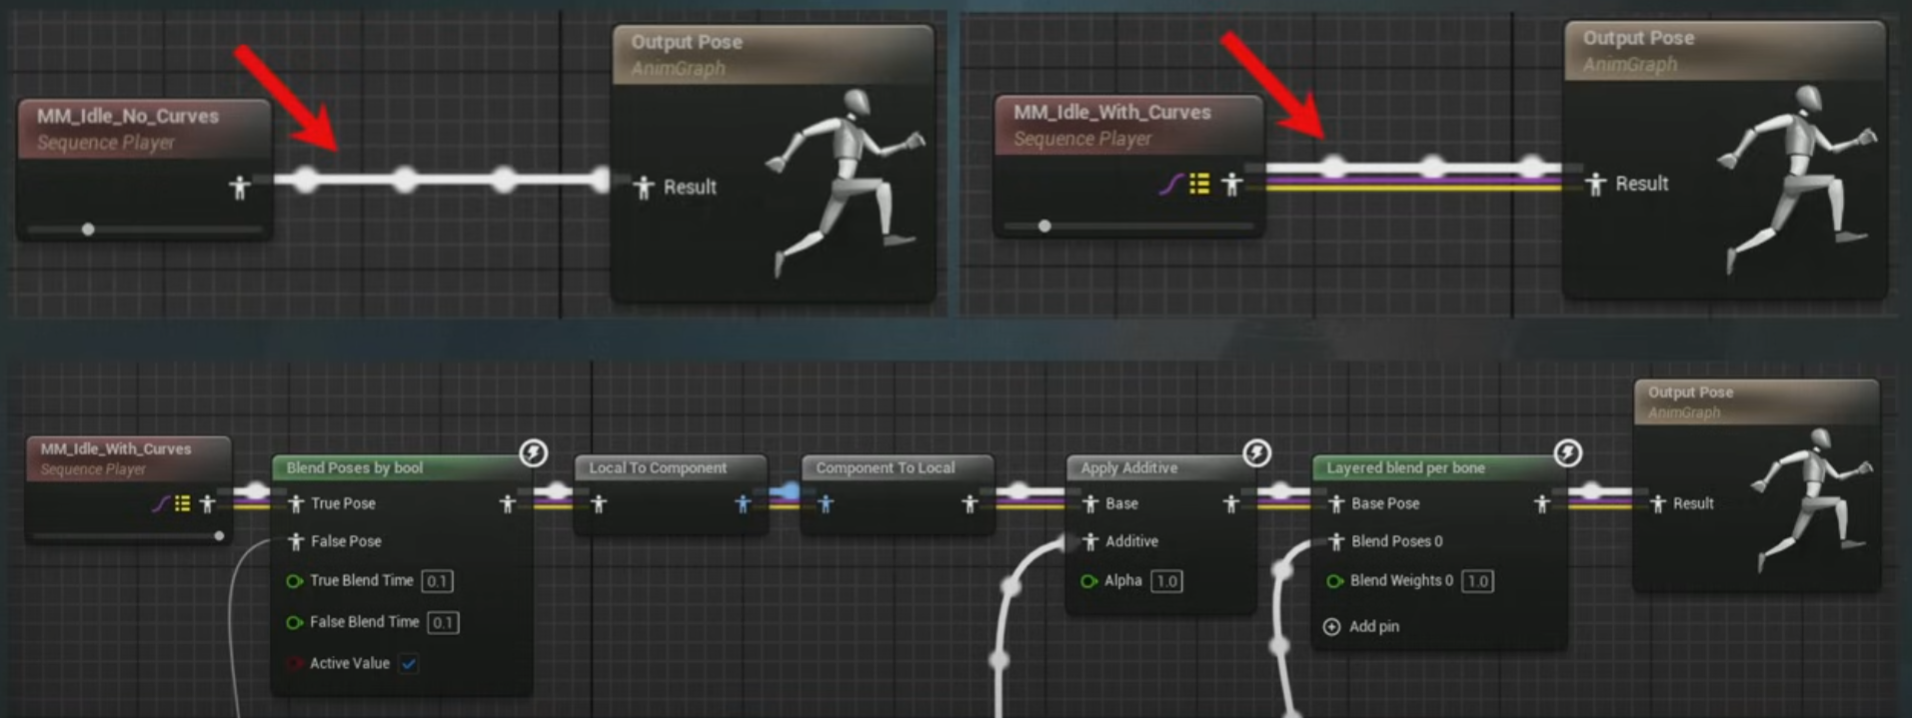 MM_Idle_No_Curves
Sequence Player
Output Pose
AnimGraph
Result
MM_Idle_With_Curves
Sequence Player
Output Pose
AnimGraph
Result
MM_Idle_With_Curves
Sequence Player
Blend Poses by bool
True Pose
False Pose
True Blend Time 0.1
False Blend Time 0.1
Active Value
Local To Component
Component To Local
Apply Additive
Base
Additive
Alpha 1.0
Layered blend per bone
Base Pose
Blend Poses 0
Blend Weights 0 1.0
Add pin
Output Pose
AnimGraph
Result